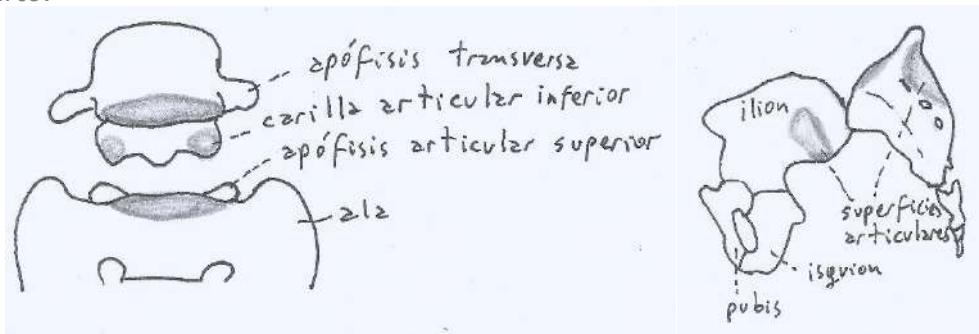 apófisis transversa
carilla articular inferior
apófisis articular superior
ala
ilion
superficies
articulares
isquion
pubis